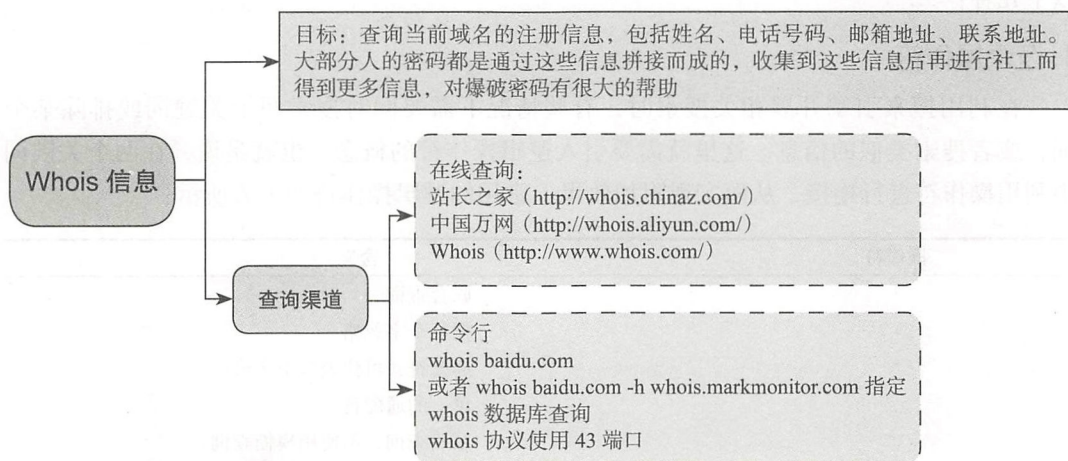 目标：查询当前域名的注册信息，包括姓名、电话号码、邮箱地址、联系地址。
大部分人的密码都是通过这些信息拼接而成的，收集到这些信息后再进行社工而
得到更多信息，对爆破密码有很大的帮助
Whois 信息
在线查询：
站长之家（http://whois.chinaz.com/）
中国万网（http://whois.aliyun.com/）
Whois（http://www.whois.com/）
查询渠道
命令行
whois baidu.com
或者 whois baidu.com -h whois.markmonitor.com 指定
whois 数据库查询
whois 协议使用 43 端口